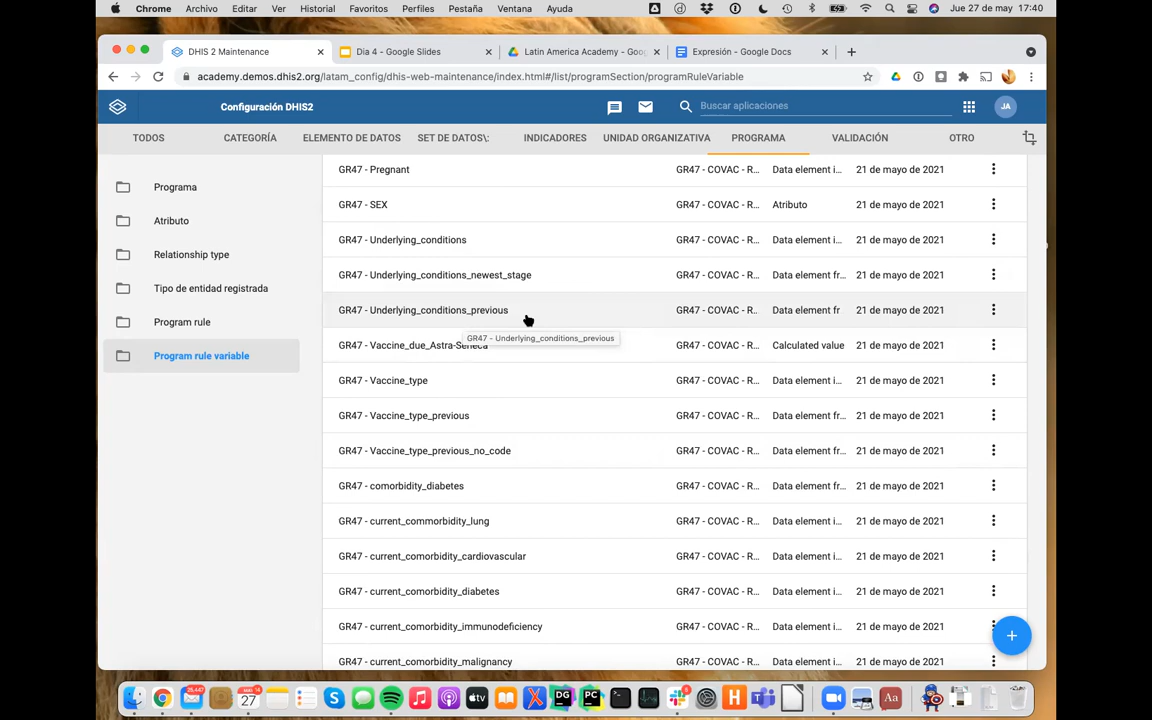 Chrome Archivo Editar Ver Historial Favoritos Perfiles Pestaña Ventana Ayuda Jue 27 de may 17:40
DHIS 2 Maintenance × Dia 4 - Google Slides × Latin America Academy - Goog × Expresión - Google Docs × +
academy.demos.dhis2.org/latam_config/dhis-web-maintenance/index.html#/list/programSection/programRuleVariable
Configuración DHIS2 Buscar aplicaciones JA
TODOS CATEGORÍA ELEMENTO DE DATOS SET DE DATOS\: INDICADORES UNIDAD ORGANIZATIVA PROGRAMA VALIDACIÓN OTRO
Programa
Atributo
Relationship type
Tipo de entidad registrada
Program rule
Program rule variable
GR47 - Pregnant GR47 - COVAC - R... Data element i... 21 de mayo de 2021
GR47 - SEX GR47 - COVAC - R... Atributo 21 de mayo de 2021
GR47 - Underlying_conditions GR47 - COVAC - R... Data element i... 21 de mayo de 2021
GR47 - Underlying_conditions_newest_stage GR47 - COVAC - R... Data element fr... 21 de mayo de 2021
GR47 - Underlying_conditions_previous GR47 - COVAC - R.. Data element fr 21 de mayo de 2021
GR47 - Underlying_conditions_previous
GR47 - Vaccine_due_Astra-Seneca GR47 - COVAC - R... Calculated value 21 de mayo de 2021
GR47 - Vaccine_type GR47 - COVAC - R... Data element i... 21 de mayo de 2021
GR47 - Vaccine_type_previous GR47 - COVAC - R... Data element fr... 21 de mayo de 2021
GR47 - Vaccine_type_previous_no_code GR47 - COVAC - R... Data element fr... 21 de mayo de 2021
GR47 - comorbidity_diabetes GR47 - COVAC - R... Data element fr... 21 de mayo de 2021
GR47 - current_commorbidity_lung GR47 - COVAC - R... Data element i... 21 de mayo de 2021
GR47 - current_comorbidity_cardiovascular GR47 - COVAC - R... Data element i... 21 de mayo de 2021
GR47 - current_comorbidity_diabetes GR47 - COVAC - R... Data element i... 21 de mayo de 2021
GR47 - current_comorbidity_immunodeficiency GR47 - COVAC - R... Data element i... 21 de mayo de 2021
GR47 - current_comorbidity_malignancy GR47 - COVAC - R... Data element i... 21 de mayo de 2021
+
27 DG PC H Aa